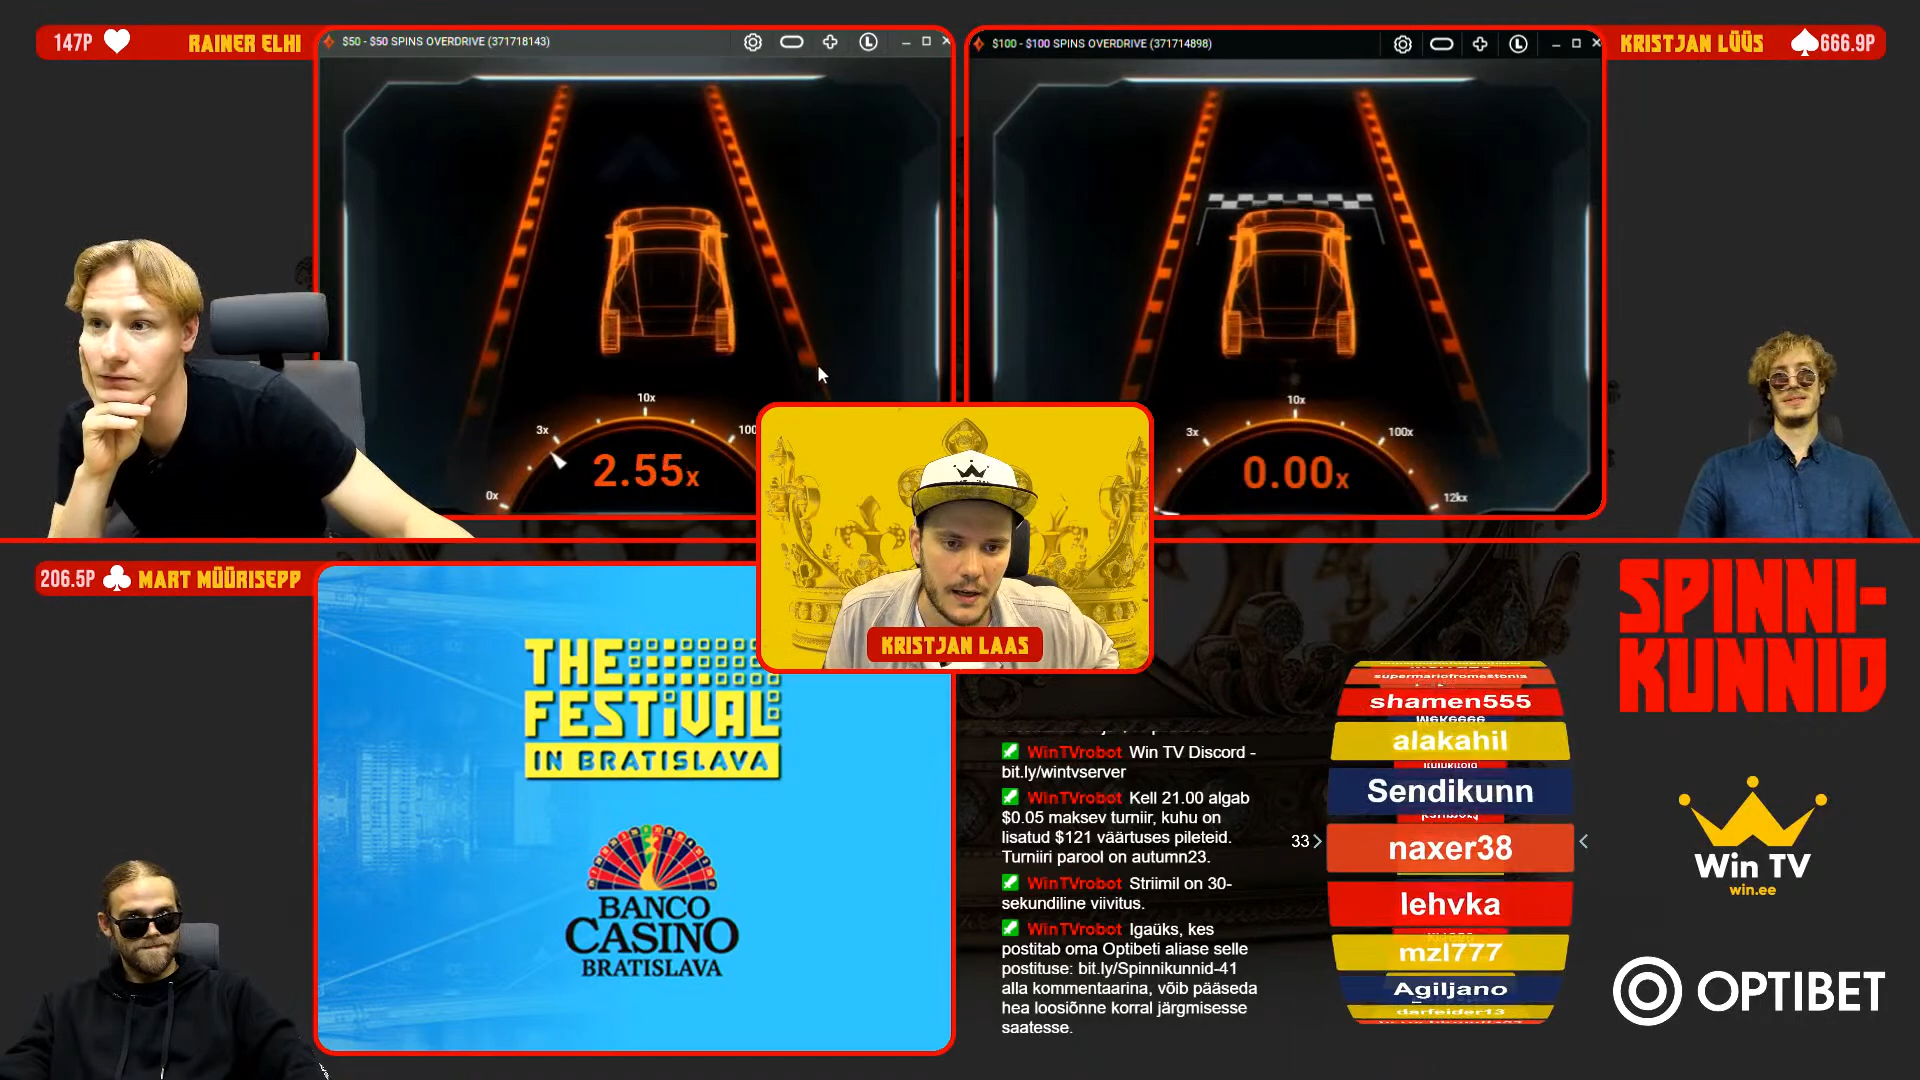 147P
RAINER ELHI
$50 - $50 SPINS OVERDRIVE (371718143)
$100 - $100 SPINS OVERDRIVE (371714898)
KRISTJAN LÜÜS
666.9P
0x
3x
10x
100
2.55x
3x
10x
100x
12kx
0.00x
KRISTJAN LAAS
206.5P
MART MÜÜRISEPP
THE
FESTIVAL
IN BRATISLAVA
BANCO
CASINO
BRATISLAVA
WinTVrobot Win TV Discord -
bit.ly/wintvserver
WinTVrobot Kell 21.00 algab
$0.05 maksev turniir, kuhu on
lisatud $121 väärtuses pileteid.
Turniiri parool on autumn23.
WinTVrobot Striimil on 30-
sekundiline viivitus.
WinTVrobot Igaüks, kes
postitab oma Optibeti aliase selle
postituse: bit.ly/Spinnikunnid-41
alla kommentaarina, võib pääseda
hea loosiõnne korral järgmisesse
saatesse.
supermariofromestonia
shamen555
alakahil
Sendikunn
33
naxer38
lehvka
mzl777
Agiljano
darfeider13
SPINNI-
KUNNID
Win TV
win.ee
OPTIBET